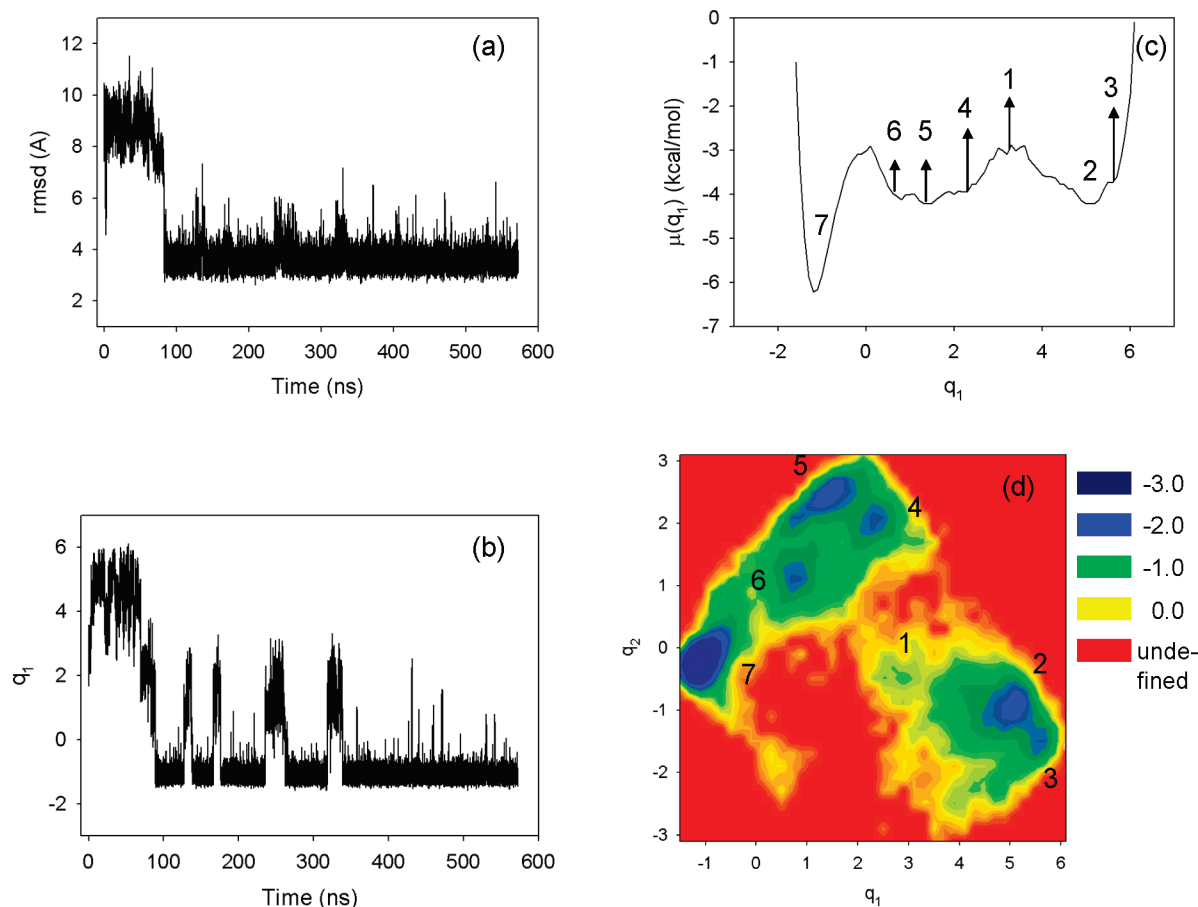 (a)
12
10
8
6
4
2
rmsd (A)
0 100 200 300 400 500 600
Time (ns)
(c)
0
-1
-2
-3
-4
-5
-6
-7
μ(q1) (kcal/mol)
1
3
4
6 5
2
7
-2 0 2 4 6
q1
(b)
6
4
2
0
-2
q1
0 100 200 300 400 500 600
Time (ns)
(d)
3
2
1
0
-1
-2
-3
q2
5
4
6
1
2
7
3
-1 0 1 2 3 4 5 6
q1
-3.0
-2.0
-1.0
0.0
unde-
fined